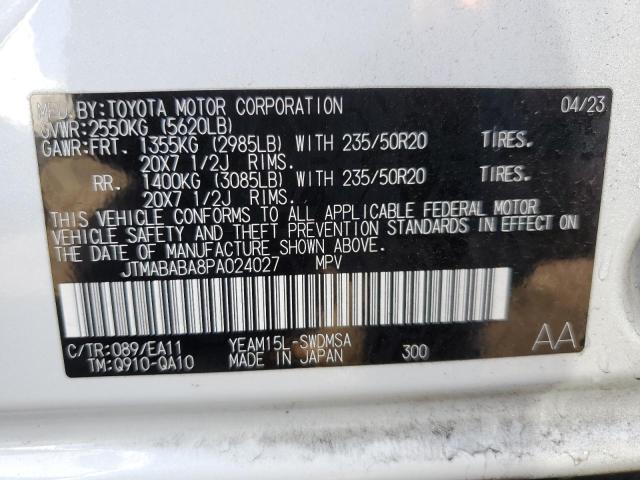 MFD.BY:TOYOTA MOTOR CORPORATION 04/23
GVWR:2550KG (5620LB)
GAWR:FRT. 1355KG (2985LB) WITH 235/50R20 TIRES.
20X7 1/2J RIMS.
RR. 1400KG (3085LB) WITH 235/50R20 TIRES.
20X7 1/2J RIMS.
THIS VEHICLE CONFORMS TO ALL APPLICABLE FEDERAL MOTOR
VEHICLE SAFETY AND THEFT PREVENTION STANDARDS IN EFFECT ON
THE DATE OF MANUFACTURE SHOWN ABOVE.
JTMABABA8PA024027 MPV
C/TR:089/EA11 YEAM15L-SWDMSA AA
TM:Q910-QA10 MADE IN JAPAN 300